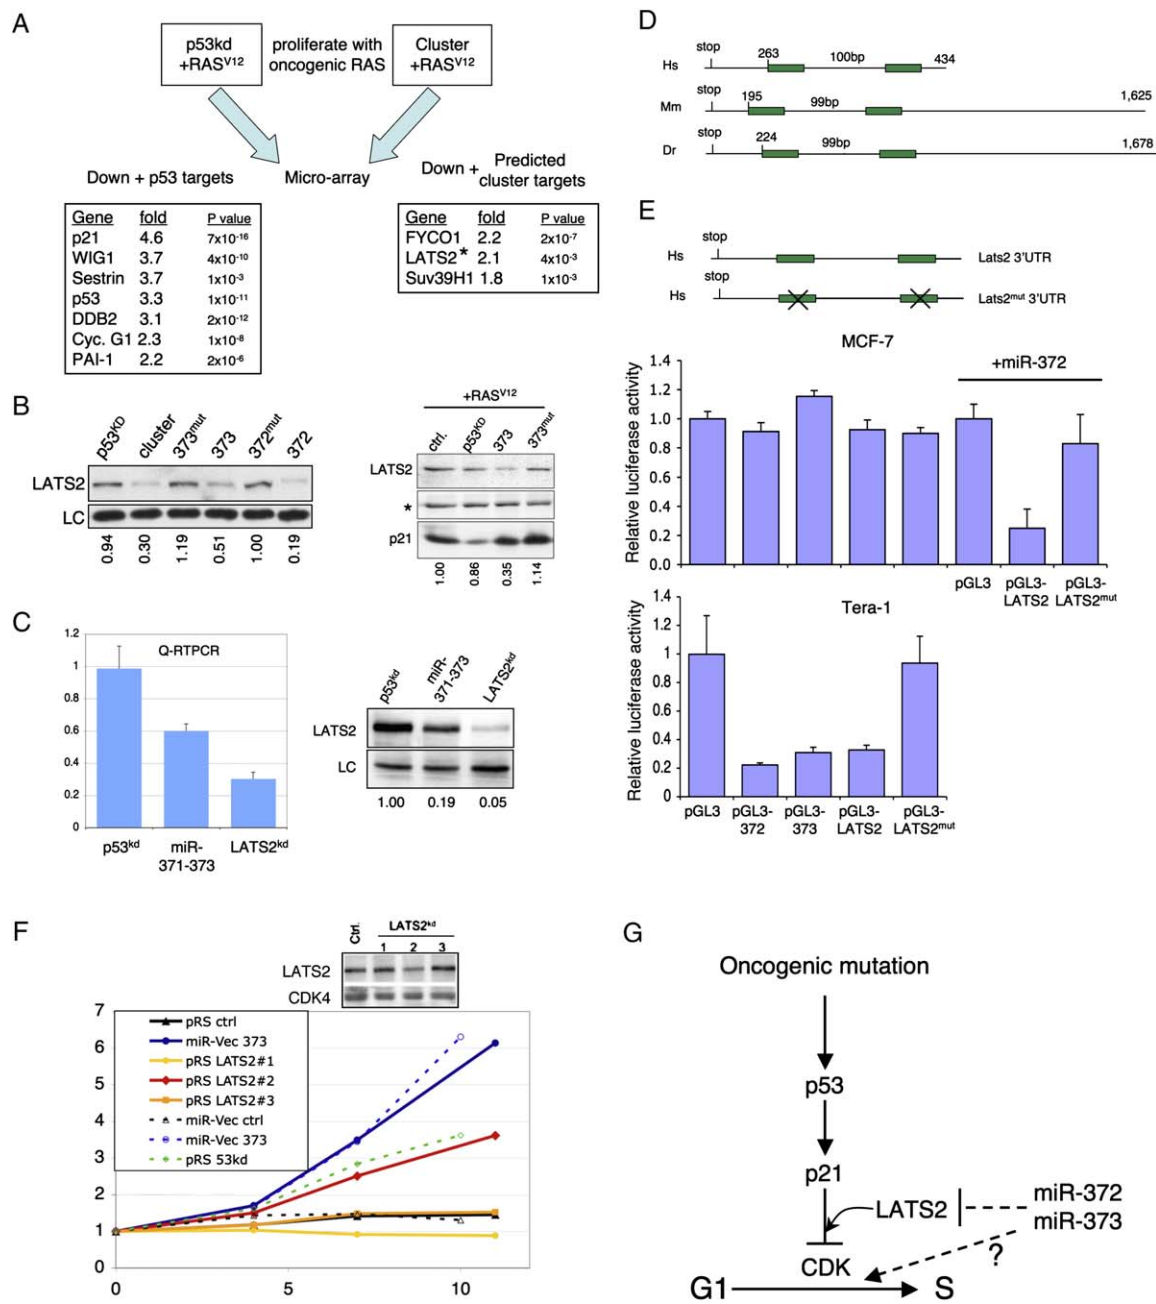 A
p53kd
+RASV12
proliferate with
oncogenic RAS
Cluster
+RASV12
Down + p53 targets
Micro-array
Down + Predicted
cluster targets
Gene fold P value
p21 4.6 7x10-16
WIG1 3.7 4x10-10
Sestrin 3.7 1x10-3
p53 3.3 1x10-11
DDB2 3.1 2x10-12
Cyc. G1 2.3 1x10-8
PAI-1 2.2 2x10-6
Gene fold P value
FYCO1 2.2 2x10-7
LATS2* 2.1 4x10-3
Suv39H1 1.8 1x10-3
B
p53KD cluster 373mut 373 372mut 372
LATS2
LC
0.94 0.30 1.19 0.51 1.00 0.19
+RASV12
ctrl. p53KD 373 373mut
LATS2
*
p21
1.00 0.86 0.35 1.14
C
Q-RTPCR
1.2
1
0.8
0.6
0.4
0.2
0
p53kd miR-371-373 LATS2kd
p53kd miR-371-373 LATS2kd
LATS2
LC
1.00 0.19 0.05
D
Hs stop 263 100bp 434
Mm stop 195 99bp 1,625
Dr stop 224 99bp 1,678
E
stop
Hs Lats2 3'UTR
stop
Hs Lats2mut 3'UTR
MCF-7
+miR-372
Relative luciferase activity
1.4
1.2
1.0
0.8
0.6
0.4
0.2
0.0
pGL3 pGL3-LATS2 pGL3-LATS2mut
Tera-1
Relative luciferase activity
1.4
1.2
1
0.8
0.6
0.4
0.2
0
pGL3 pGL3-372 pGL3-373 pGL3-LATS2 pGL3-LATS2mut
F
Ctrl. LATS2kd
1 2 3
LATS2
CDK4
7
6
5
4
3
2
1
0
pRS ctrl
miR-Vec 373
pRS LATS2#1
pRS LATS2#2
pRS LATS2#3
miR-Vec ctrl
miR-Vec 373
pRS 53kd
0 5 10
G
Oncogenic mutation
p53
p21
LATS2
miR-372
miR-373
?
CDK
G1 S